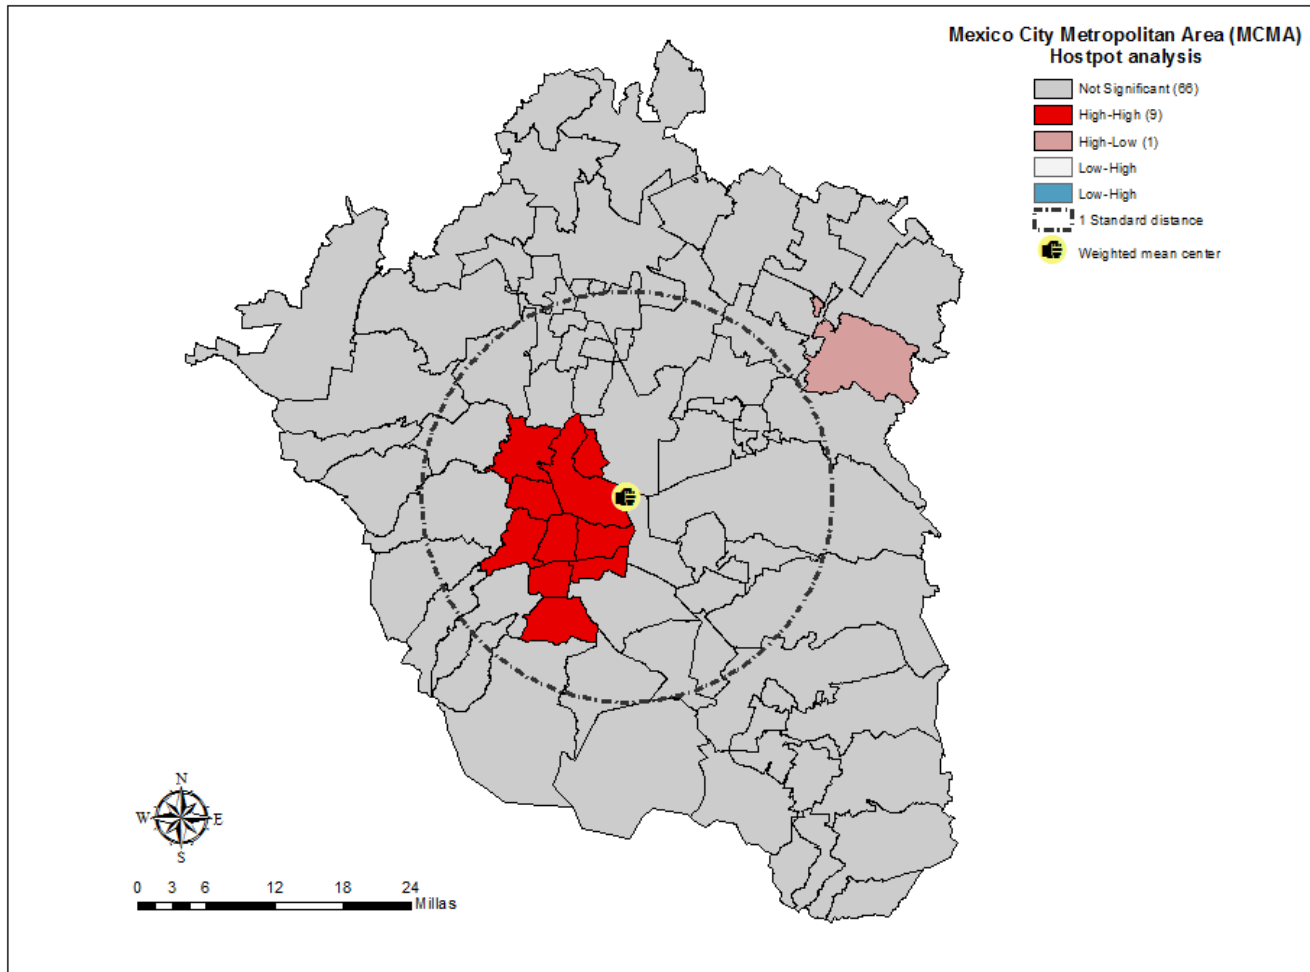 Mexico City Metropolitan Area (MCMA)
Hostpot analysis
Not Significant (66)
High-High (9)
High-Low (1)
Low-High
Low-High
1 Standard distance
Weighted mean center
N
W E
S
0 3 6 12 18 24
Millas